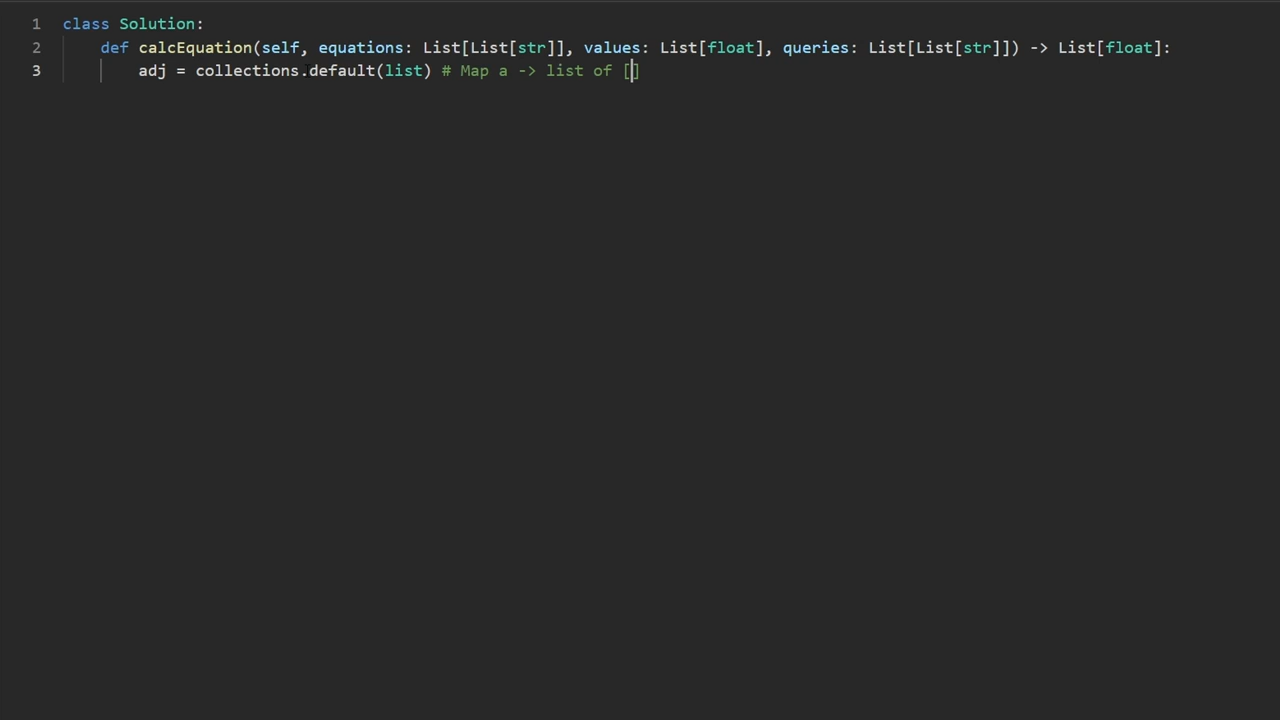 1 class Solution:
2 def calcEquation(self, equations: List[List[str]], values: List[float], queries: List[List[str]]) -> List[float]:
3 adj = collections.default(list) # Map a -> list of []